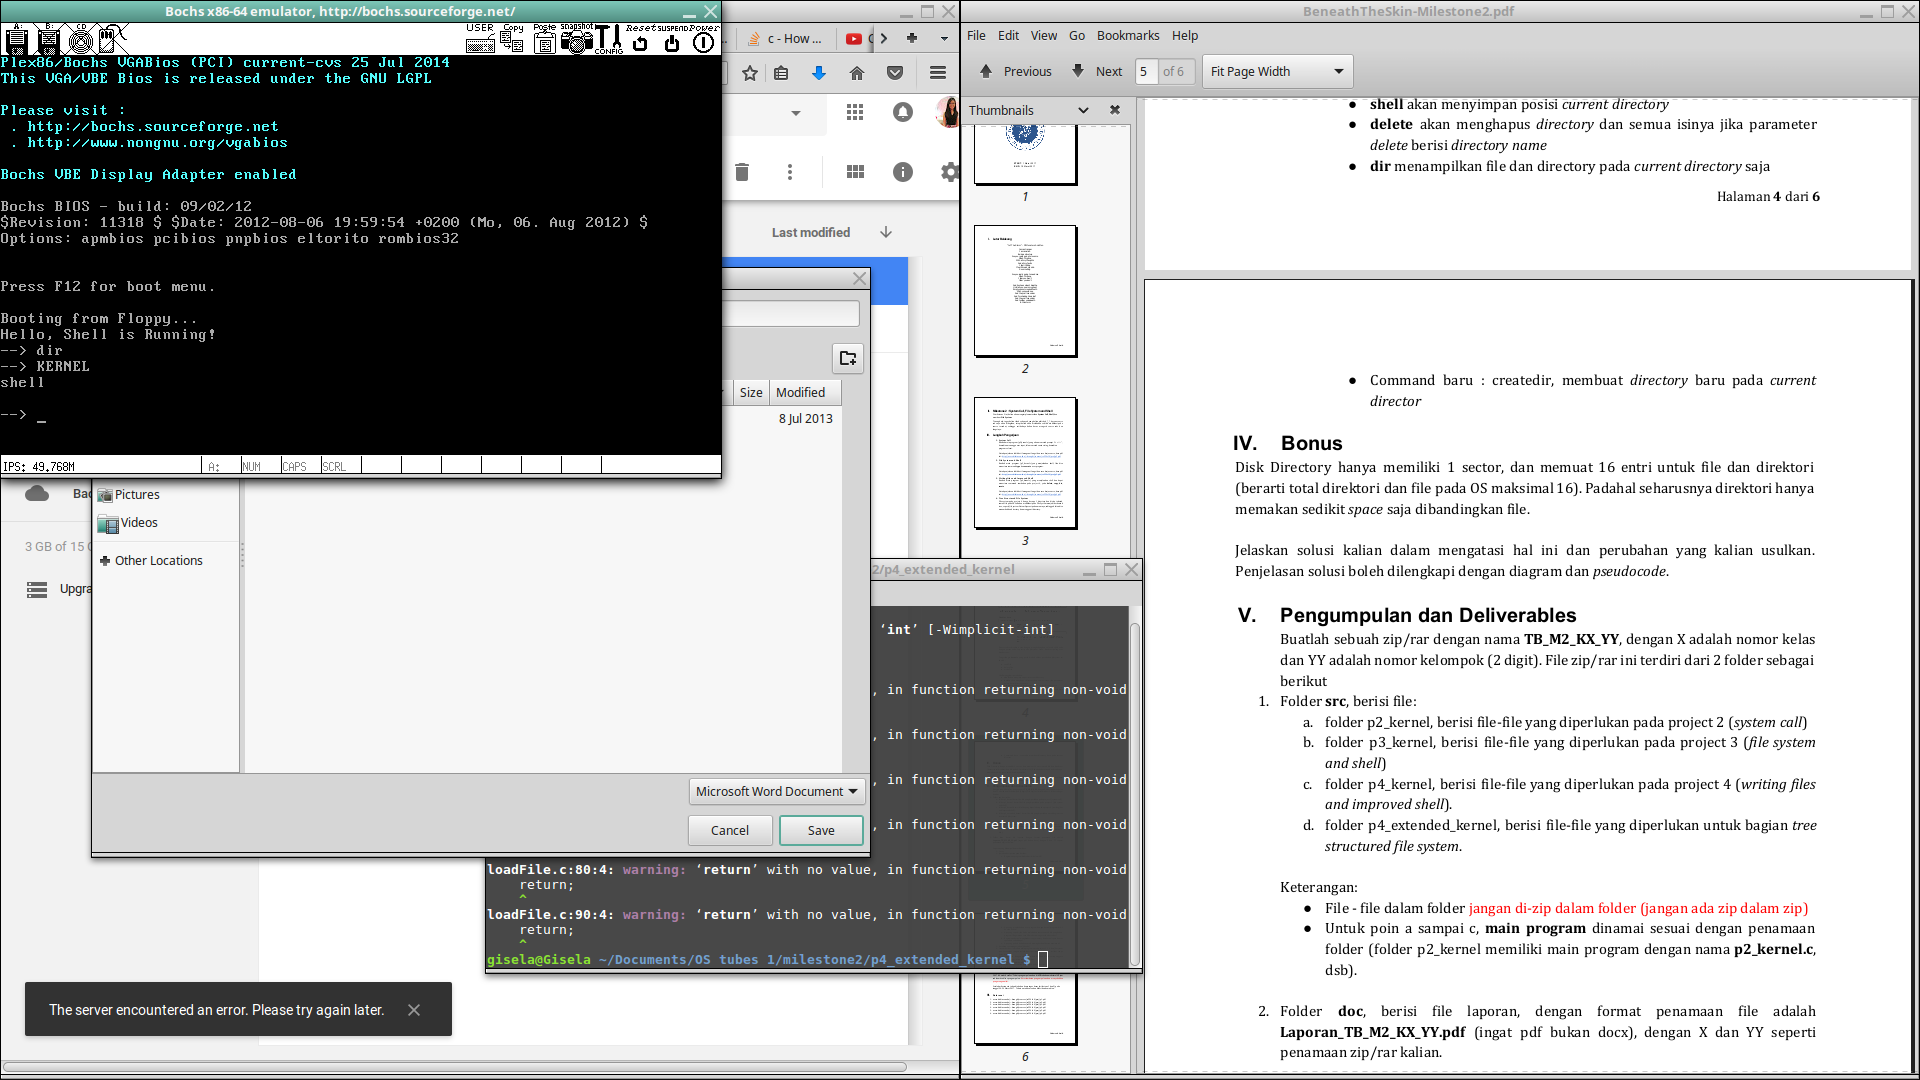 Bochs x86-64 emulator, http://bochs.sourceforge.net/
A:
B:
CD
USER
Copy
Paste
snapshot
CONFIG
Reset
SUSPEND
Power
Plex86/Bochs VGABios (PCI) current-cvs 25 Jul 2014
This VGA/VBE Bios is released under the GNU LGPL
Please visit :
. http://bochs.sourceforge.net
. http://www.nongnu.org/vgabios
Bochs VBE Display Adapter enabled
Bochs BIOS - build: 09/02/12
$Revision: 11318 $ $Date: 2012-08-06 19:59:54 +0200 (Mo, 06. Aug 2012) $
Options: apmbios pcibios pnpbios eltorito rombios32
Press F12 for boot menu.
Booting from Floppy...
Hello, Shell is Running!
--> dir
--> KERNEL
shell
--> _
IPS: 49.768M
A:
NUM
CAPS
SCRL
c - How ...
Last modified
Size
Modified
8 Jul 2013
Bac
3 GB of 15 G
Upgra
Pictures
Videos
Other Locations
Microsoft Word Document
Cancel
Save
2/p4_extended_kernel
‘int’ [-Wimplicit-int]
, in function returning non-void
, in function returning non-void
, in function returning non-void
, in function returning non-void
loadFile.c:80:4: warning: ‘return’ with no value, in function returning non-void
return;
^
loadFile.c:90:4: warning: ‘return’ with no value, in function returning non-void
return;
^
gisela@Gisela ~/Documents/OS tubes 1/milestone2/p4_extended_kernel $
The server encountered an error. Please try again later.
BeneathTheSkin-Milestone2.pdf
File Edit View Go Bookmarks Help
Previous
Next
5
of 6
Fit Page Width
Thumbnails
1
2
3
6
● shell akan menyimpan posisi current directory
● delete akan menghapus directory dan semua isinya jika parameter
delete berisi directory name
● dir menampilkan file dan directory pada current directory saja
Halaman 4 dari 6
● Command baru : createdir, membuat directory baru pada current
director
IV. Bonus
Disk Directory hanya memiliki 1 sector, dan memuat 16 entri untuk file dan direktori
(berarti total direktori dan file pada OS maksimal 16). Padahal seharusnya direktori hanya
memakan sedikit space saja dibandingkan file.
Jelaskan solusi kalian dalam mengatasi hal ini dan perubahan yang kalian usulkan.
Penjelasan solusi boleh dilengkapi dengan diagram dan pseudocode.
V. Pengumpulan dan Deliverables
Buatlah sebuah zip/rar dengan nama TB_M2_KX_YY, dengan X adalah nomor kelas
dan YY adalah nomor kelompok (2 digit). File zip/rar ini terdiri dari 2 folder sebagai
berikut
1. Folder src, berisi file:
a. folder p2_kernel, berisi file-file yang diperlukan pada project 2 (system call)
b. folder p3_kernel, berisi file-file yang diperlukan pada project 3 (file system
and shell)
c. folder p4_kernel, berisi file-file yang diperlukan pada project 4 (writing files
and improved shell).
d. folder p4_extended_kernel, berisi file-file yang diperlukan untuk bagian tree
structured file system.
Keterangan:
● File - file dalam folder jangan di-zip dalam folder (jangan ada zip dalam zip)
● Untuk poin a sampai c, main program dinamai sesuai dengan penamaan
folder (folder p2_kernel memiliki main program dengan nama p2_kernel.c,
dsb).
2. Folder doc, berisi file laporan, dengan format penamaan file adalah
Laporan_TB_M2_KX_YY.pdf (ingat pdf bukan docx), dengan X dan YY seperti
penamaan zip/rar kalian.